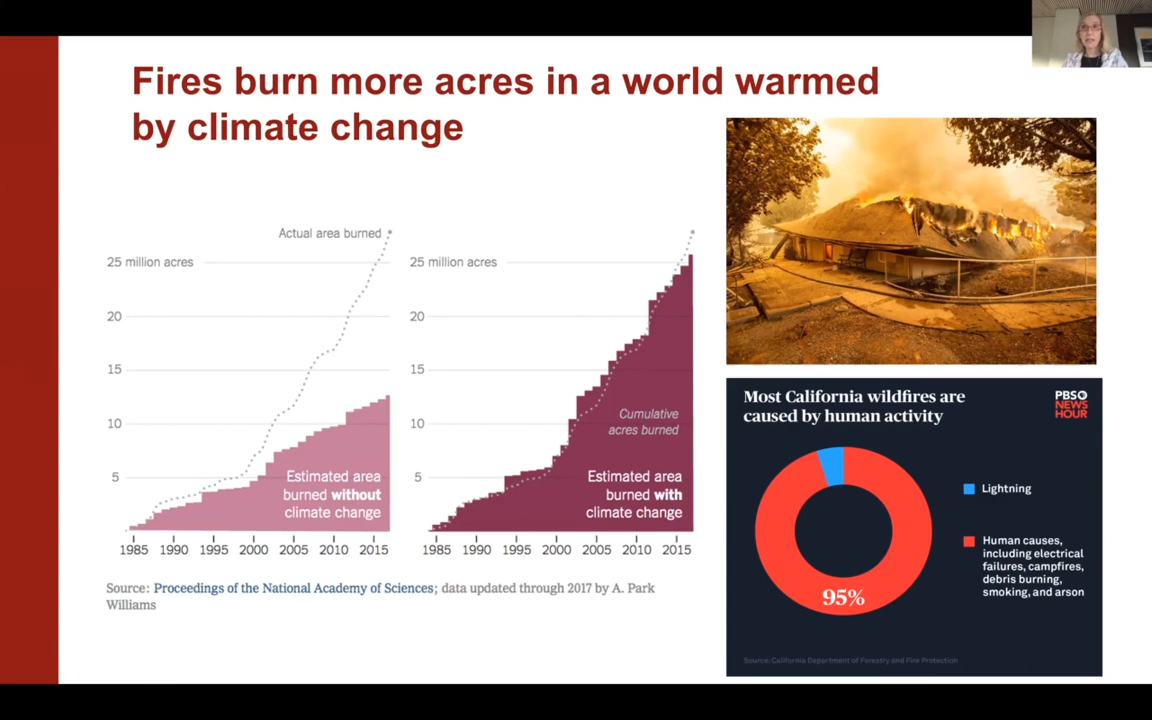 Fires burn more acres in a world warmed
by climate change
Actual area burned
25 million acres
20
15
10
5
Estimated area
burned without
climate change
1985 1990 1995 2000 2005 2010 2015
25 million acres
20
15
10
5
Cumulative
acres burned
Estimated area
burned with
climate change
1985 1990 1995 2000 2005 2010 2015
Source: Proceedings of the National Academy of Sciences; data updated through 2017 by A. Park
Williams
Most California wildfires are
caused by human activity
PBS
NEWS
HOUR
Lightning
Human causes,
including electrical
failures, campfires,
debris burning,
smoking, and arson
95%
Source: California Department of Forestry and Fire Protection